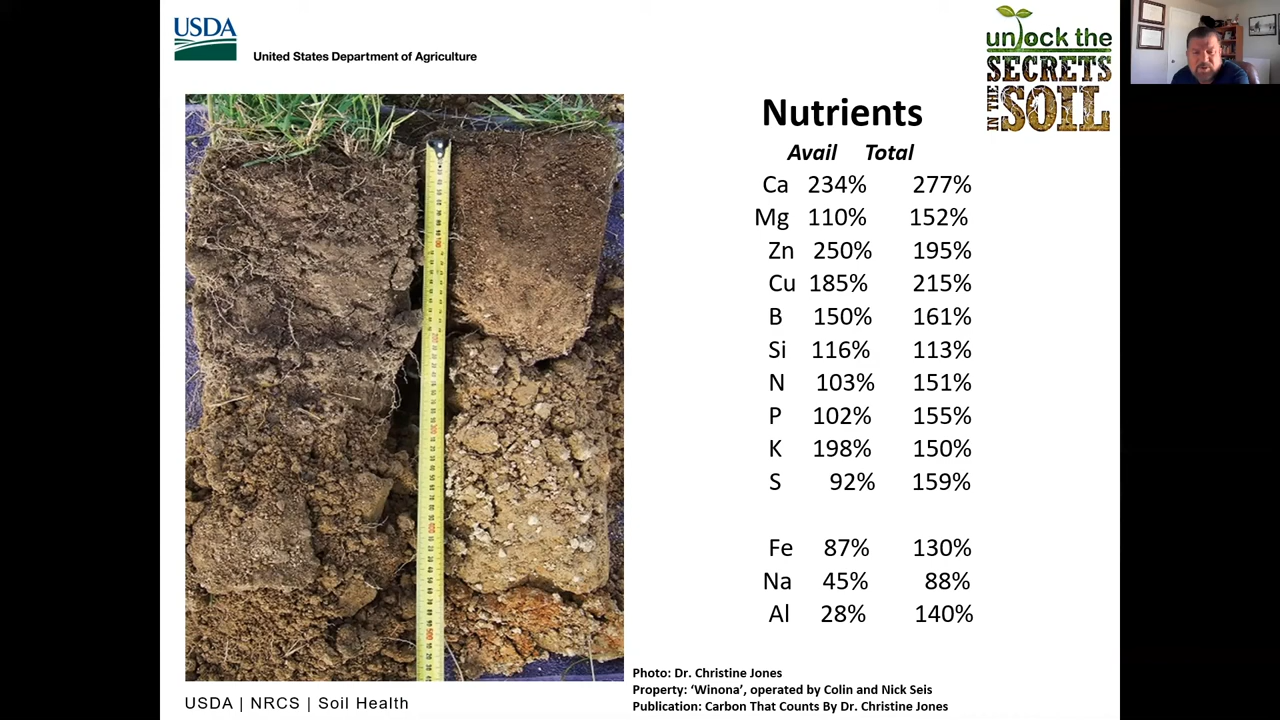 USDA
United States Department of Agriculture
unlock the
SECRETS
IN THE SOIL
Nutrients
Avail Total
Ca 234% 277%
Mg 110% 152%
Zn 250% 195%
Cu 185% 215%
B 150% 161%
Si 116% 113%
N 103% 151%
P 102% 155%
K 198% 150%
S 92% 159%
Fe 87% 130%
Na 45% 88%
Al 28% 140%
Photo: Dr. Christine Jones
Property: ‘Winona’, operated by Colin and Nick Seis
Publication: Carbon That Counts By Dr. Christine Jones
USDA | NRCS | Soil Health